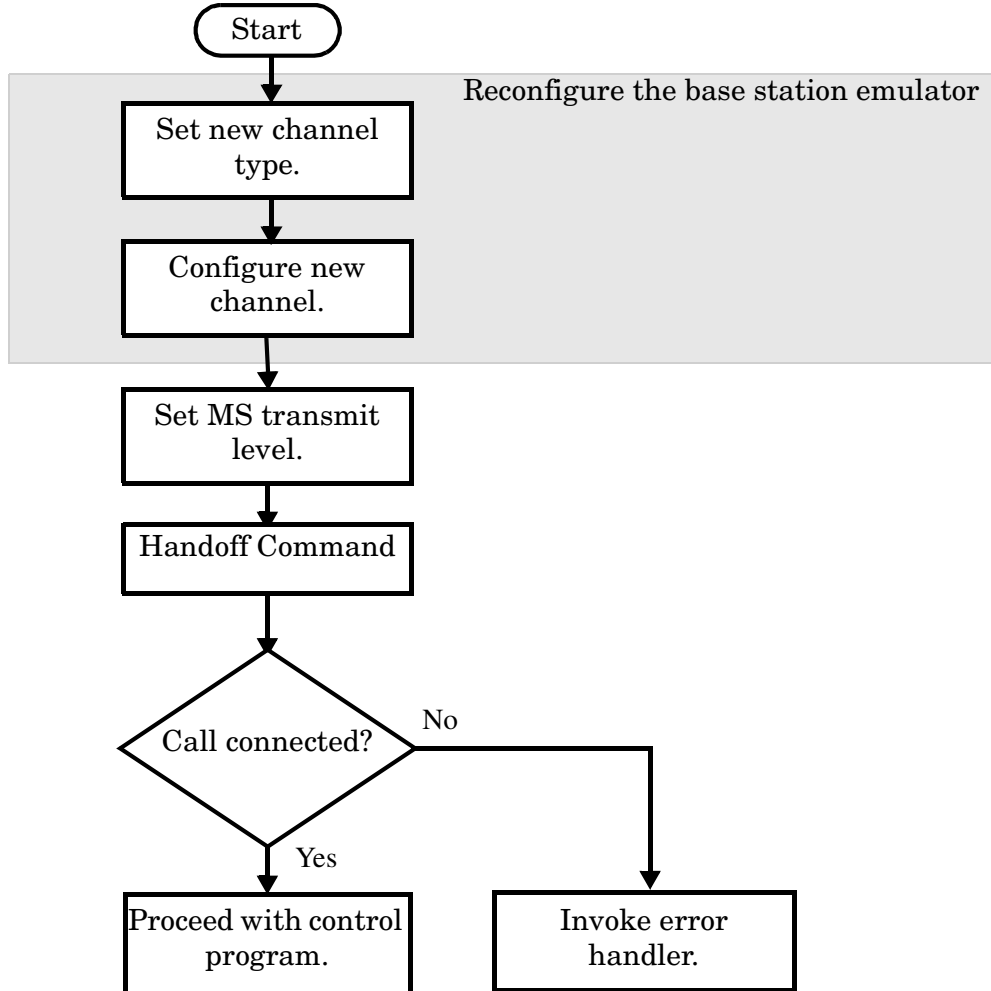 Start
Reconfigure the base station emulator
Set new channel
type.
Configure new
channel.
Set MS transmit
level.
Handoff Command
Call connected?
No
Yes
Proceed with control
program.
Invoke error
handler.